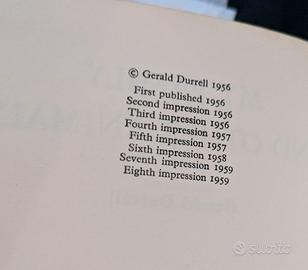 © Gerald Durrell 1956
First published 1956
Second impression 1956
Third impression 1956
Fourth impression 1957
Fifth impression 1957
Sixth impression 1958
Seventh impression 1959
Eighth impression 1959
subito